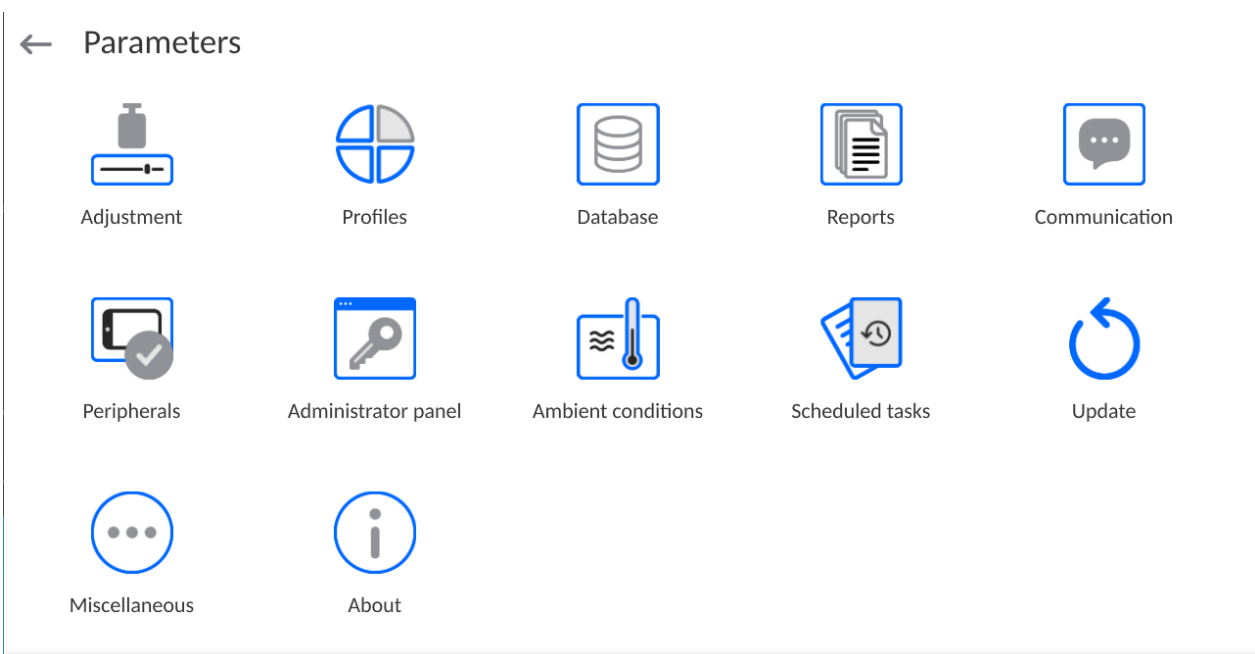 Parameters
Adjustment
Profiles
Database
Reports
Communication
Peripherals
Administrator panel
Ambient conditions
Scheduled tasks
Update
Miscellaneous
About